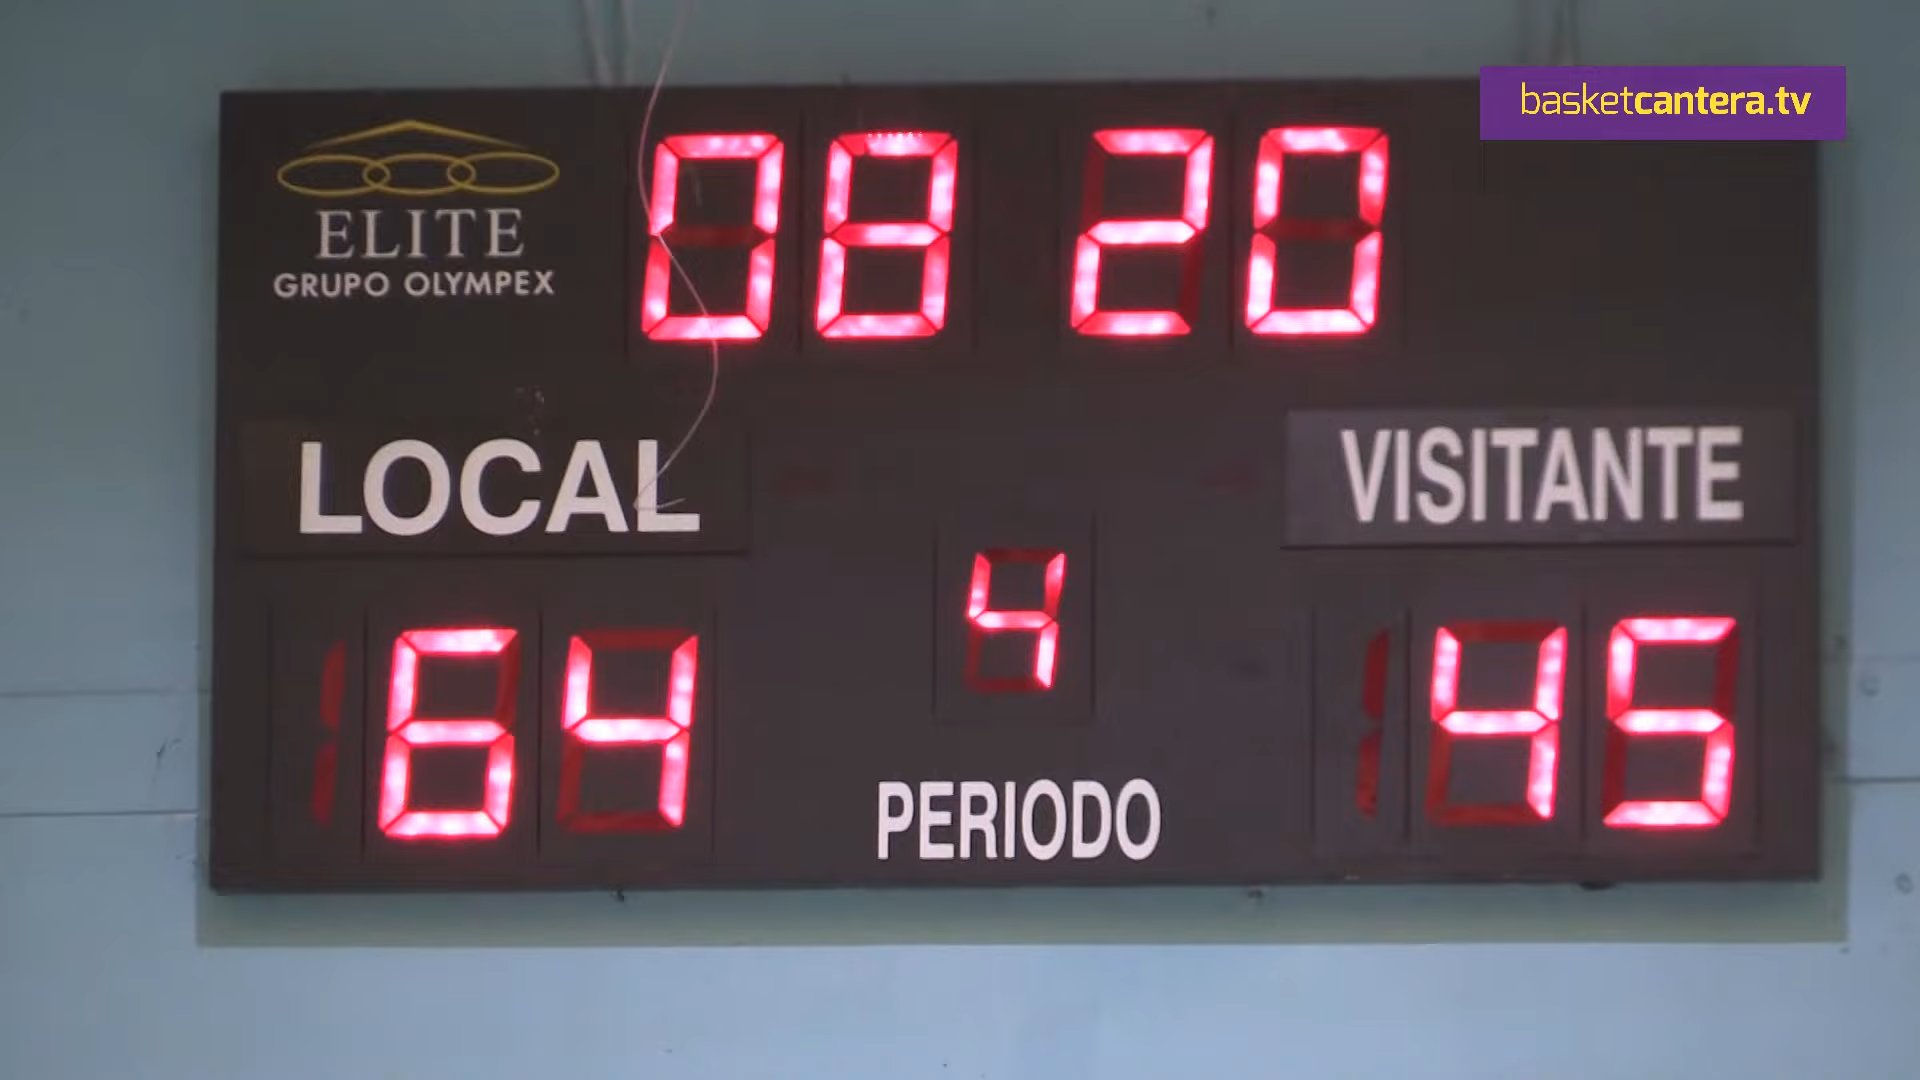 basketcantera.tv
ELITE
GRUPO OLYMPEX
08 20
LOCAL
VISITANTE
4
64
45
PERIODO